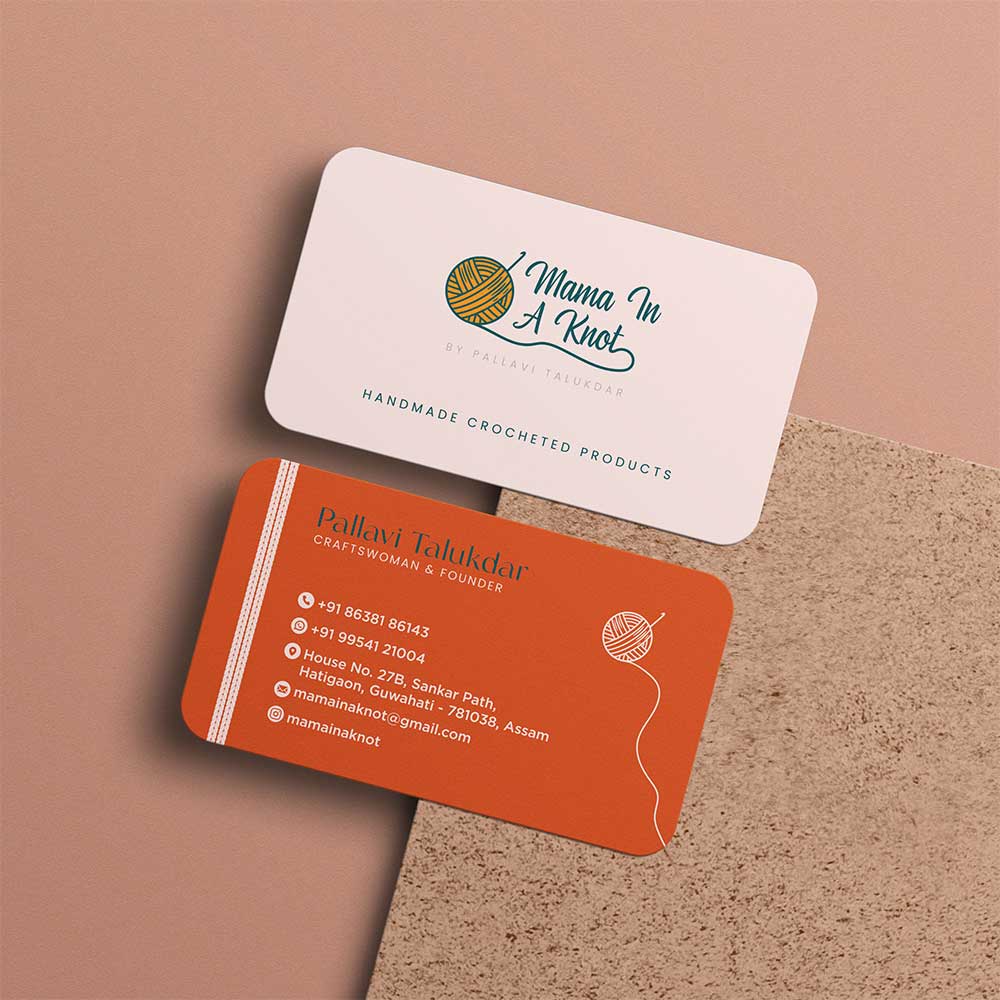 Mama In
A Knot
BY PALLAVI TALUKDAR
HANDMADE CROCHETED PRODUCTS
Pallavi Talukdar
CRAFTSWOMAN & FOUNDER
+91 86381 86143
+91 99541 21004
House No. 27B, Sankar Path,
Hatigaon, Guwahati - 781038, Assam
mamainaknot@gmail.com
mamainaknot